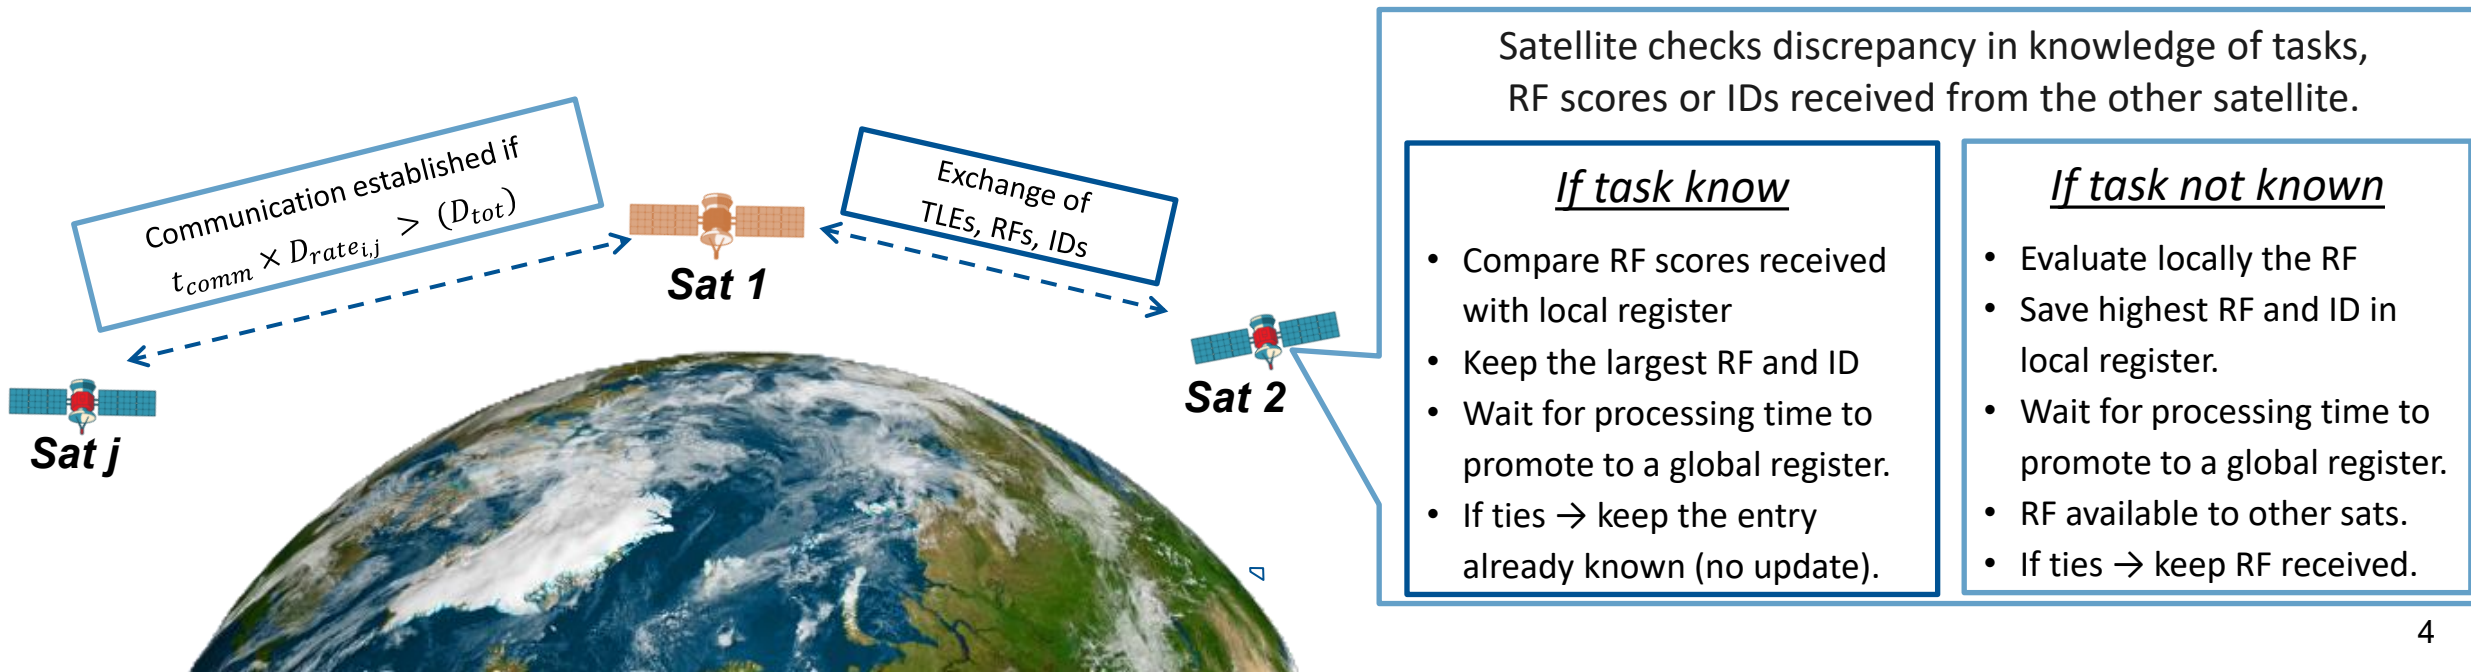 Communication established if
t_comm × D_rate_i,j > (D_tot)
Sat j
Sat 1
Exchange of
TLEs, RFs, IDs
Sat 2
Satellite checks discrepancy in knowledge of tasks,
RF scores or IDs received from the other satellite.
If task know
• Compare RF scores received
with local register
• Keep the largest RF and ID
• Wait for processing time to
promote to a global register.
• If ties → keep the entry
already known (no update).
If task not known
• Evaluate locally the RF
• Save highest RF and ID in
local register.
• Wait for processing time to
promote to a global register.
• RF available to other sats.
• If ties → keep RF received.
4